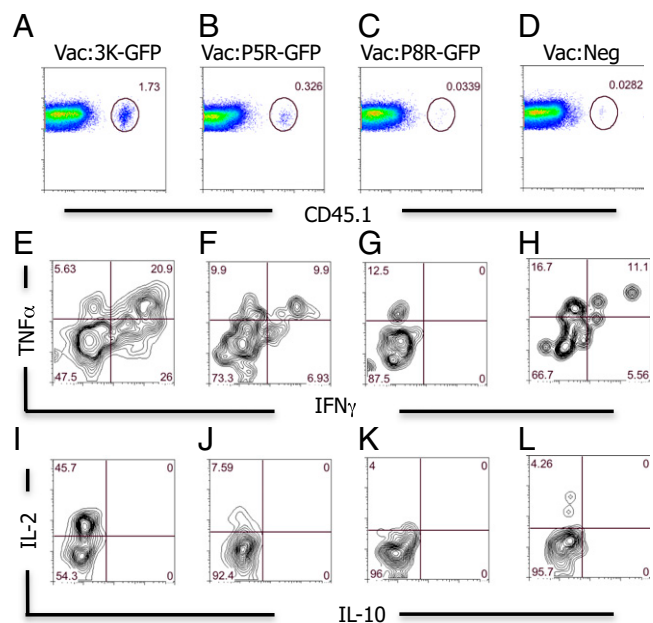 A B C D
Vac:3K-GFP Vac:P5R-GFP Vac:P8R-GFP Vac:Neg
1.73 0.326 0.0339 0.0282
CD45.1
E F G H
5.63 20.9 9.9 9.9 12.5 0 16.7 11.1
TNFα
47.5 26 73.3 6.93 87.5 0 66.7 5.56
IFNγ
I J K L
45.7 0 7.59 0 4 0 4.26 0
IL-2
54.3 0 92.4 0 96 0 95.7 0
IL-10